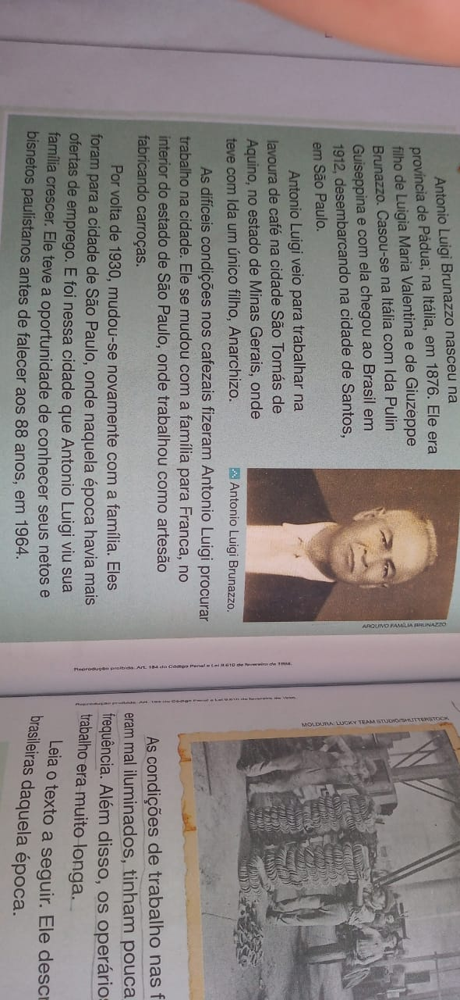 Antonio Luigi Brunazzo nasceu na
província de Pádua, na Itália, em 1876. Ele era
filho de Luigia Maria Valentina e de Giuzeppe
Brunazzo. Casou-se na Itália com Ida Pulin
Guiseppina e com ela chegou ao Brasil em
1912, desembarcando na cidade de Santos,
em São Paulo.
Antonio Luigi veio para trabalhar na
lavoura de café na cidade São Tomás de
Aquino, no estado de Minas Gerais, onde
teve com Ida um único filho, Anarchizo.
As difíceis condições nos cafezais fizeram Antonio Luigi procurar
trabalho na cidade. Ele se mudou com a família para Franca, no
interior do estado de São Paulo, onde trabalhou como artesão
fabricando carroças.
Por volta de 1930, mudou-se novamente com a família. Eles
foram para a cidade de São Paulo, onde naquela época havia mais
ofertas de emprego. E foi nessa cidade que Antonio Luigi viu sua
família crescer. Ele teve a oportunidade de conhecer seus netos e
bisnetos paulistanos antes de falecer aos 88 anos, em 1964.
ARQUIVO FAMÍLIA BRUNAZZO
Antonio Luigi Brunazzo.
Reprodução proibida. Art. 184 do Código Penal e Lei 9.610 de fevereiro de 1998.
Reprodução proibida. Art. 184 do Código Penal e Lei 9.610 de fevereiro de 1998.
MOLDURA: LUCKY TEAM STUDIO/SHUTTERSTOCK
As condições de trabalho nas f
eram mal iluminados, tinham pouca
frequência. Além disso, os operários
trabalho era muito longa.
Leia o texto a seguir. Ele descr
brasileiras daquela época.